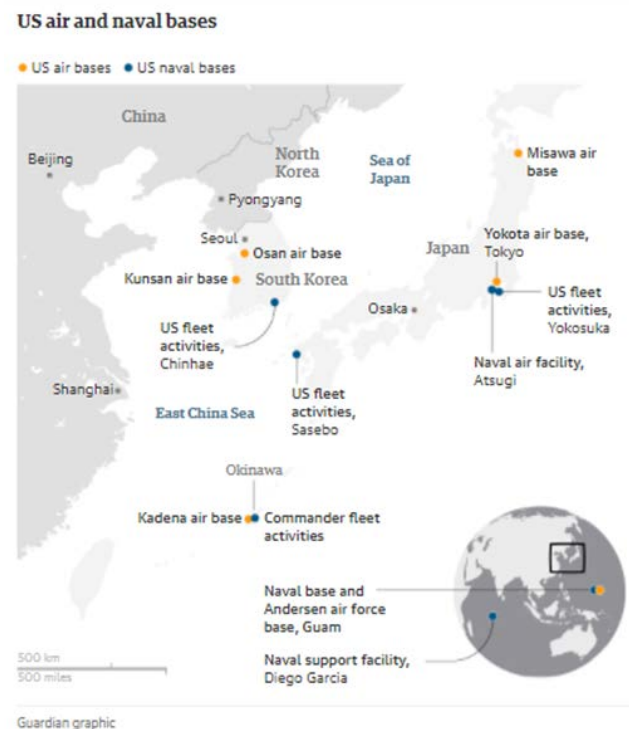 US air and naval bases
US air bases
US naval bases
China
Beijing
North
Korea
Sea of
Japan
Misawa air
base
Pyongyang
Seoul
Osan air base
Yokota air base,
Tokyo
Japan
Kunsan air base
South Korea
US fleet
activities,
Yokosuka
Osaka
US fleet
activities,
Chinhae
Naval air facility,
Atsugi
Shanghai
US fleet
activities,
Sasebo
East China Sea
Okinawa
Kadena air base
Commander fleet
activities
Naval base and
Andersen air force
base, Guam
Naval support facility,
Diego Garcia
500 km
500 miles
Guardian graphic